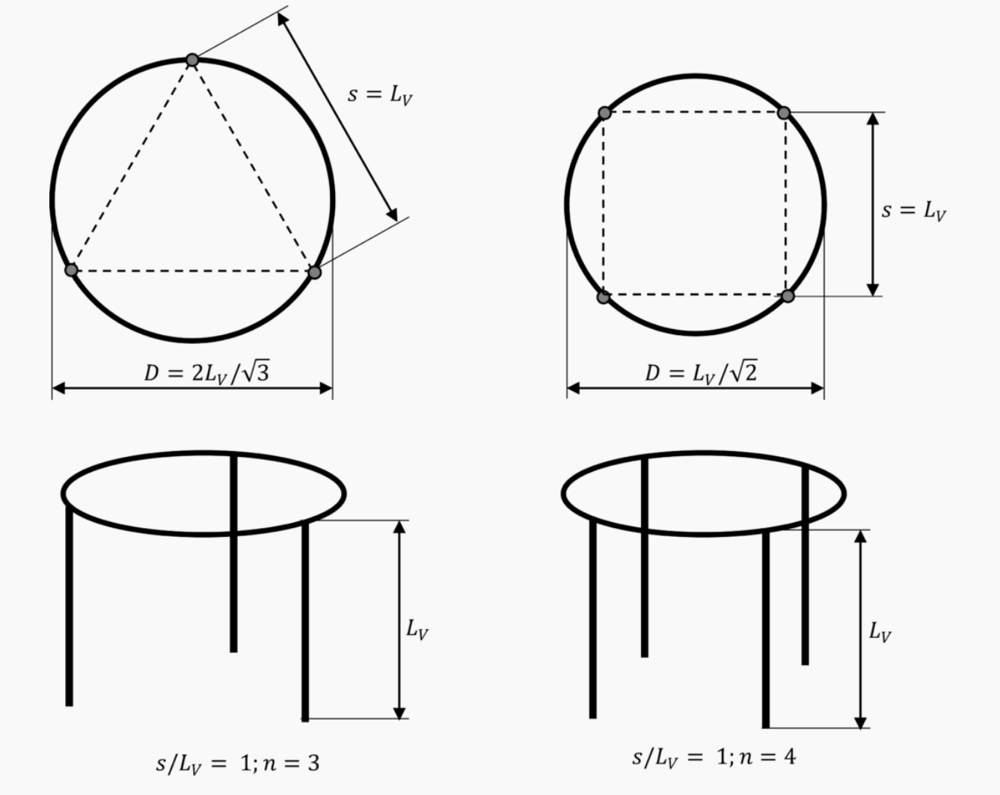 s = L_V
s = L_V
D = 2L_V/√3
D = L_V/√2
L_V
L_V
s/L_V = 1; n = 3
s/L_V = 1; n = 4